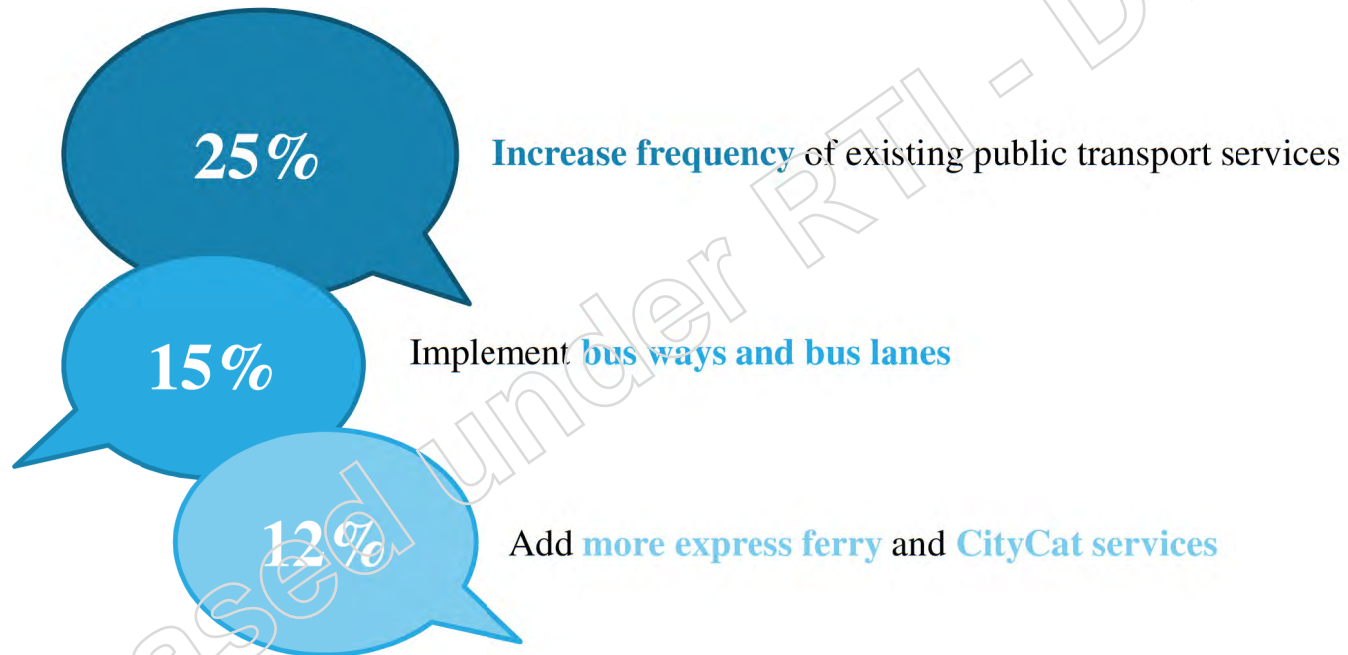 25%
Increase frequency of existing public transport services
15%
Implement bus ways and bus lanes
12%
Add more express ferry and CityCat services
ased under RTI - D